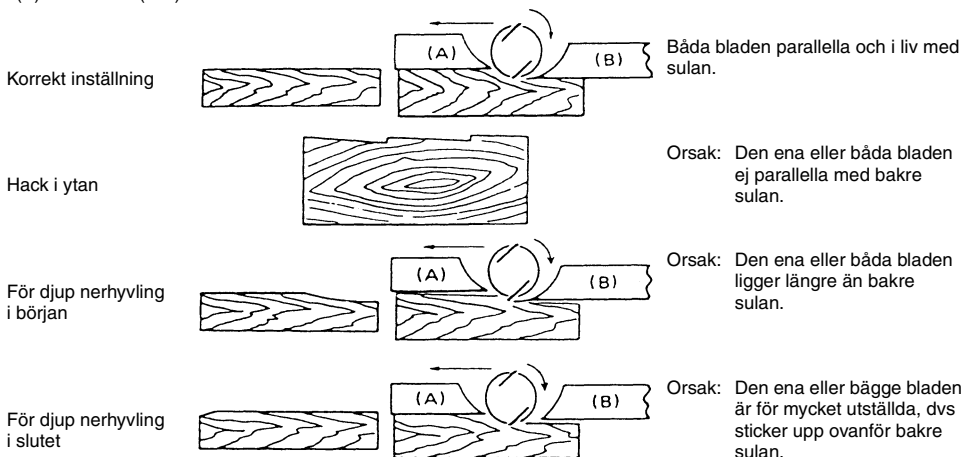 Korrekt inställning
(A)
(B)
Båda bladen parallella och i liv med
sulan.
Hack i ytan
Orsak: Den ena eller båda bladen
ej parallella med bakre
sulan.
För djup nerhyvling
i början
(A)
(B)
Orsak: Den ena eller båda bladen
ligger längre än bakre
sulan.
För djup nerhyvling
i slutet
(A)
(B)
Orsak: Den ena eller bägge bladen
är för mycket utställda, dvs
sticker upp ovanför bakre
sulan.